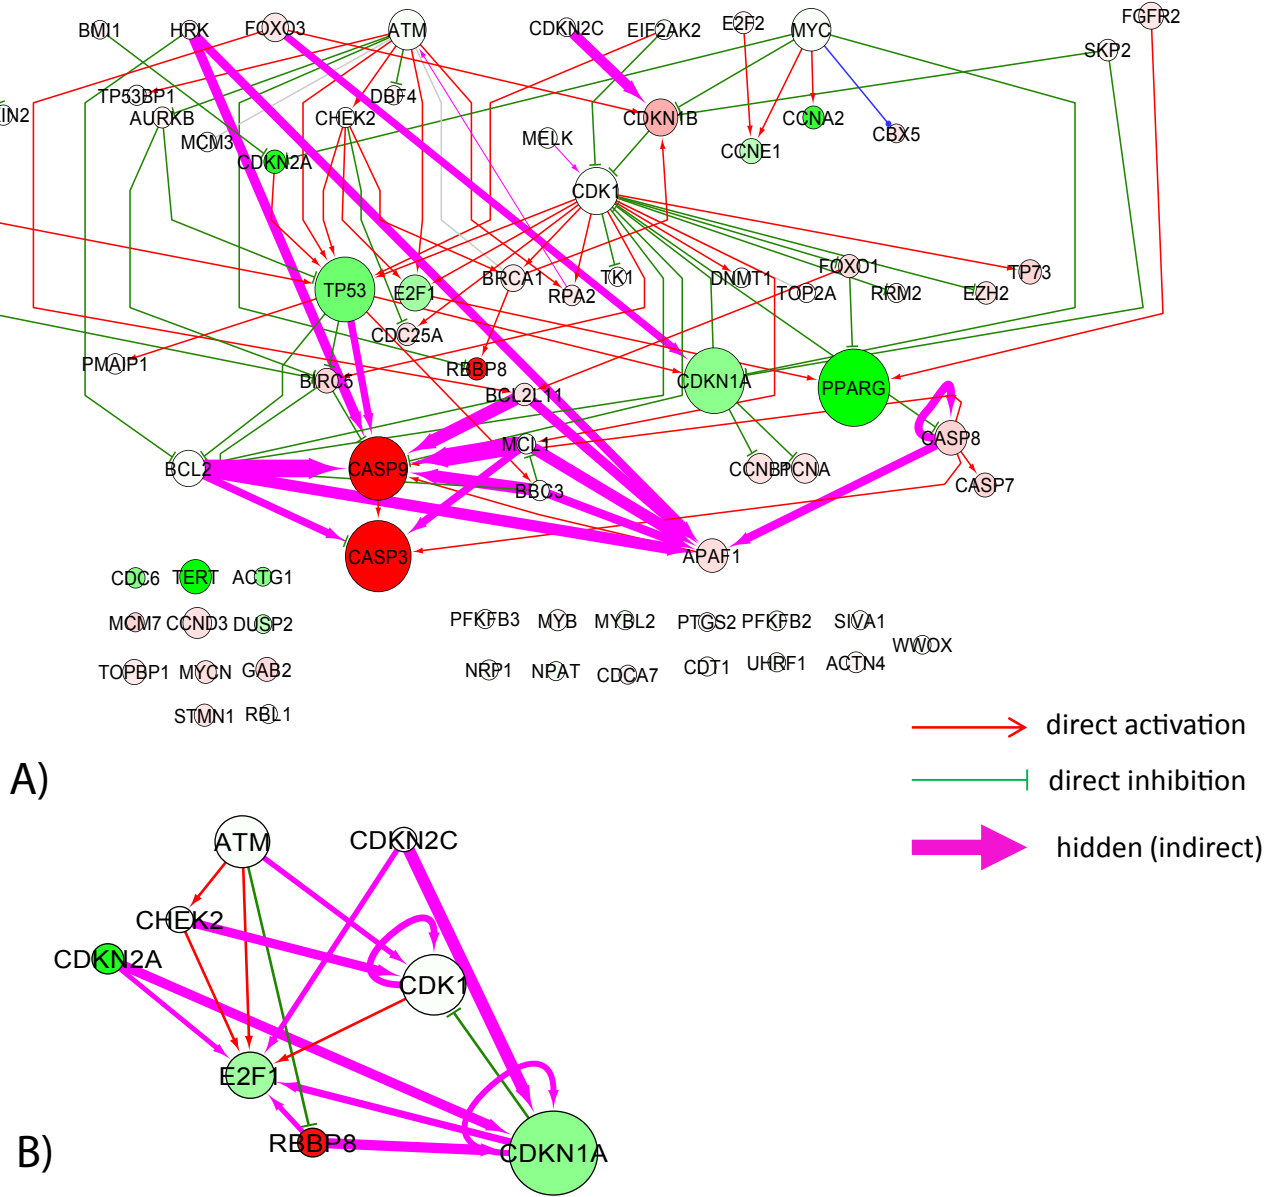 BMI1
HRK
FOXO3
ATM
CDKN2C
EIF2AK2
E2F2
MYC
FGFR2
SKP2
TP53BP1
DBF4
IN2
AURKB
CHEK2
CDKN1B
CCNA2
CBX5
MCM3
MELK
CCNE1
CDKN2A
CDK1
TP53
E2F1
BRCA1
RPA2
TK1
DNMT1
TOP2A
FOXO1
RRM2
EZH2
TP73
CDC25A
PMAIP1
BIRC5
RBBP8
BCL2L11
CDKN1A
PPARG
MCL1
CASP8
BCL2
CASP9
BBC3
CCNB1
PCNA
CASP7
CASP3
APAF1
CDC6
TERT
ACTG1
MCM7
CCND3
DUSP2
PFKFB3
MYB
MYBL2
PTGS2
PFKFB2
SIVA1
WWOX
TOPBP1
MYCN
GAB2
NRP1
NPAT
CDCA7
CDT1
UHRF1
ACTN4
STMN1
RBL1
direct activation
direct inhibition
hidden (indirect)
A)
ATM
CDKN2C
CHEK2
CDKN2A
CDK1
E2F1
RBBP8
CDKN1A
B)